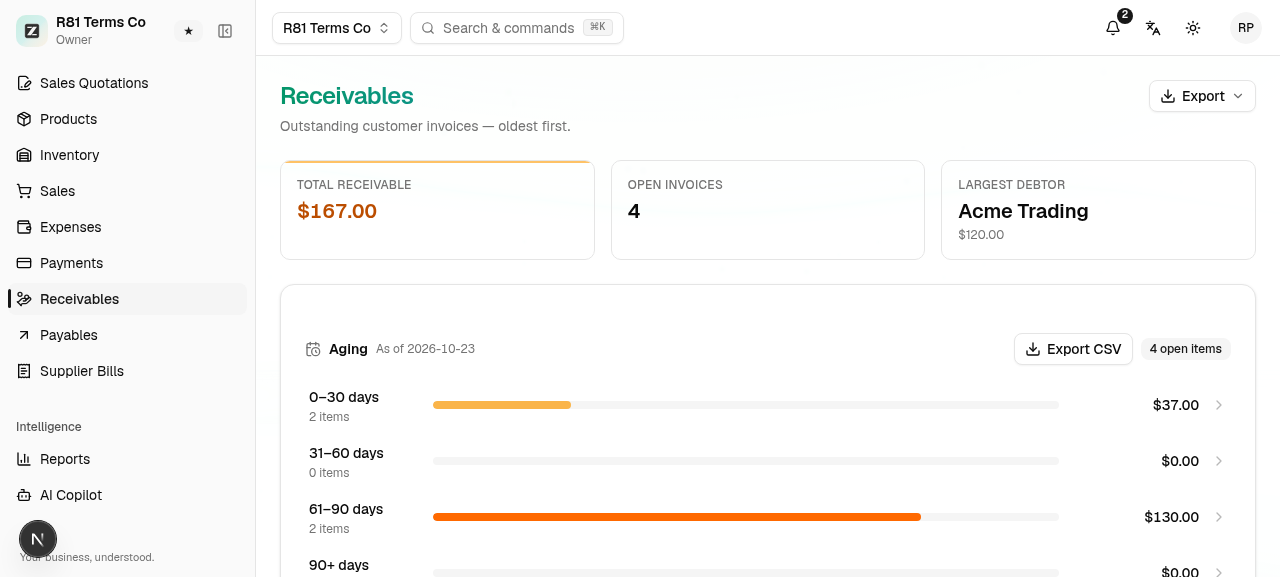 R81 Terms Co
Owner
Sales Quotations
Products
Inventory
Sales
Expenses
Payments
Receivables
Payables
Supplier Bills
Intelligence
Reports
AI Copilot
N
Your business, understood.
R81 Terms Co
Search & commands ⌘K
2
RP
Receivables
Outstanding customer invoices — oldest first.
Export
TOTAL RECEIVABLE
$167.00
OPEN INVOICES
4
LARGEST DEBTOR
Acme Trading
$120.00
Aging As of 2026-10-23
Export CSV
4 open items
0–30 days
2 items
$37.00
31–60 days
0 items
$0.00
61–90 days
2 items
$130.00
90+ days
$0.00